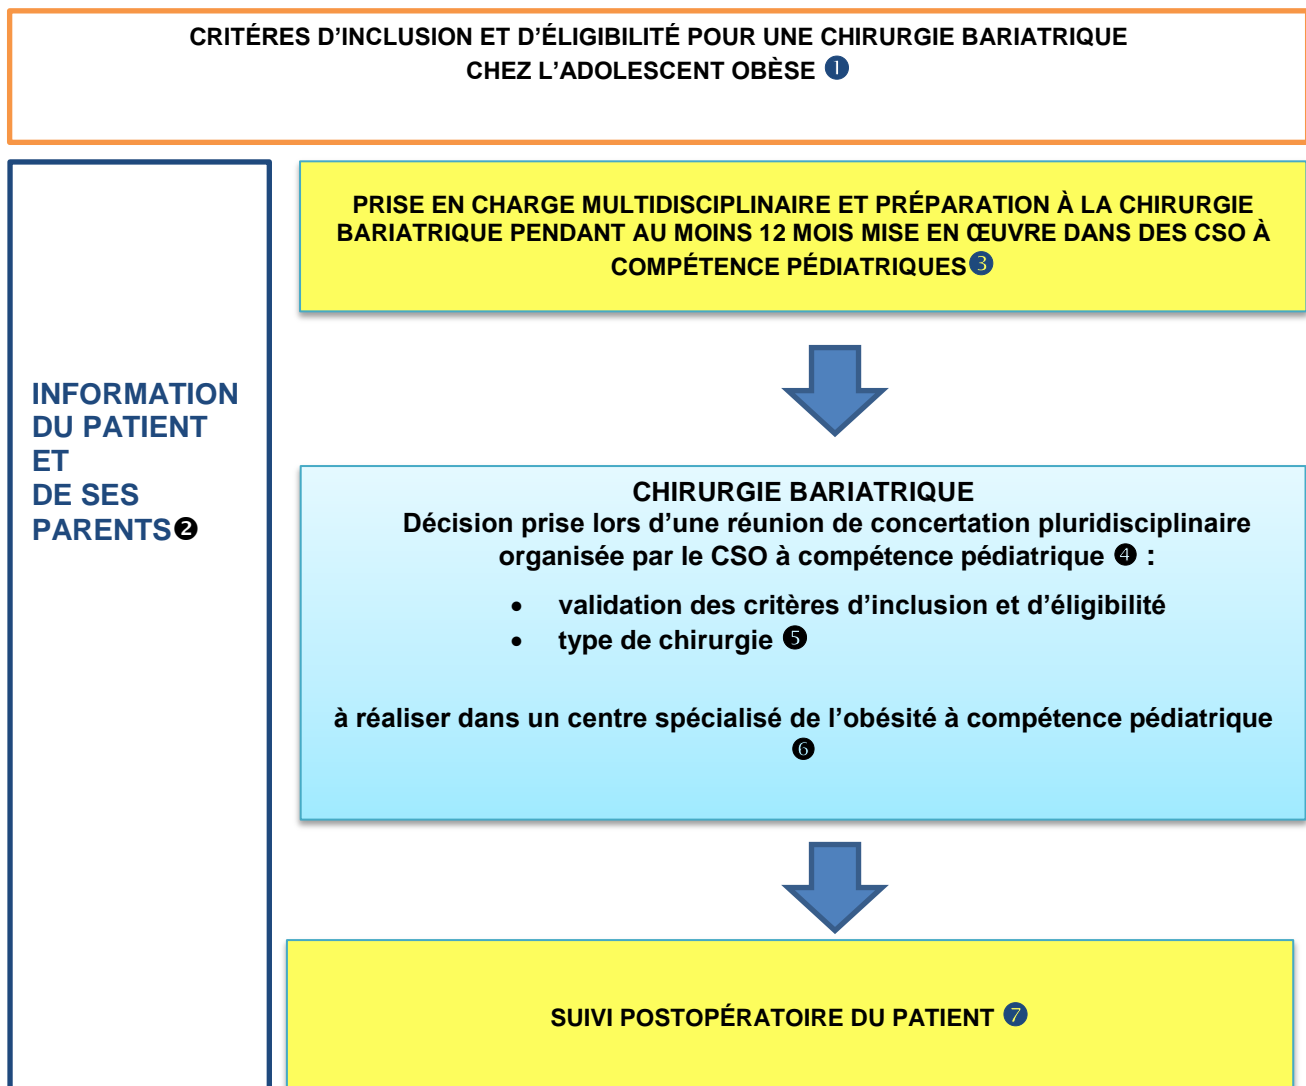 CRITÉRES D’INCLUSION ET D’ÉLIGIBILITÉ POUR UNE CHIRURGIE BARIATRIQUE
CHEZ L’ADOLESCENT OBÈSE ❶
INFORMATION
DU PATIENT
ET
DE SES
PARENTS❷
PRISE EN CHARGE MULTIDISCIPLINAIRE ET PRÉPARATION À LA CHIRURGIE
BARIATRIQUE PENDANT AU MOINS 12 MOIS MISE EN ŒUVRE DANS DES CSO À
COMPÉTENCE PÉDIATRIQUES❸
CHIRURGIE BARIATRIQUE
Décision prise lors d’une réunion de concertation pluridisciplinaire
organisée par le CSO à compétence pédiatrique ❹ :
• validation des critères d’inclusion et d’éligibilité
• type de chirurgie ❺
à réaliser dans un centre spécialisé de l’obésité à compétence pédiatrique
❻
SUIVI POSTOPÉRATOIRE DU PATIENT ❼